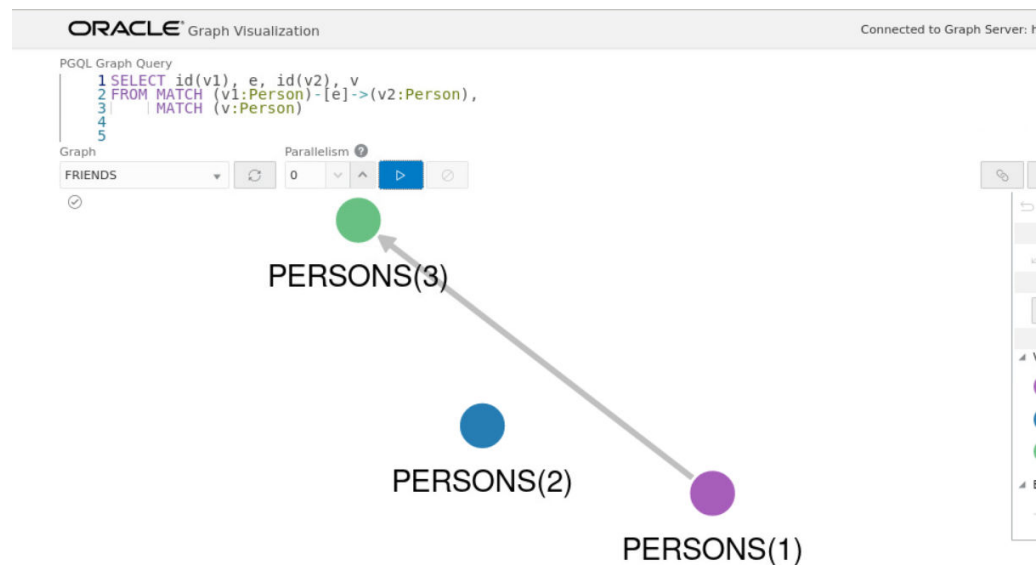 ORACLE® Graph Visualization
Connected to Graph Server:
PGQL Graph Query
1 SELECT id(v1), e, id(v2), v
2 FROM MATCH (v1:Person)-[e]->(v2:Person),
3 MATCH (v:Person)
4
5
Graph
Parallelism ?
FRIENDS
0
PERSONS(3)
PERSONS(2)
PERSONS(1)